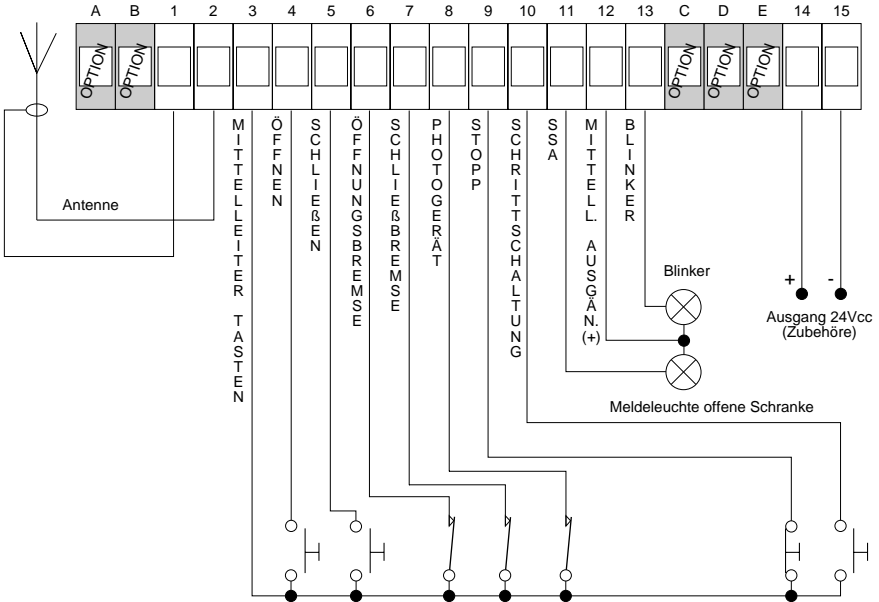 A B 1 2 3 4 5 6 7 8 9 10 11 12 13 C D E 14 15
OPTION
OPTION
OPTION
OPTION
OPTION
Antenne
MITTELLEITER TASTEN
ÖFFNEN
SCHLIEßEN
ÖFFNUNGSBREMSE
SCHLIEßBREMSE
PHOTOGERÄT
STOPP
SCHRITTSCHALTUNG
SSA
MITTELL. AUSGÄN. (+)
BLINKER
Blinker
+ -
Ausgang 24Vcc
(Zubehöre)
Meldeleuchte offene Schranke